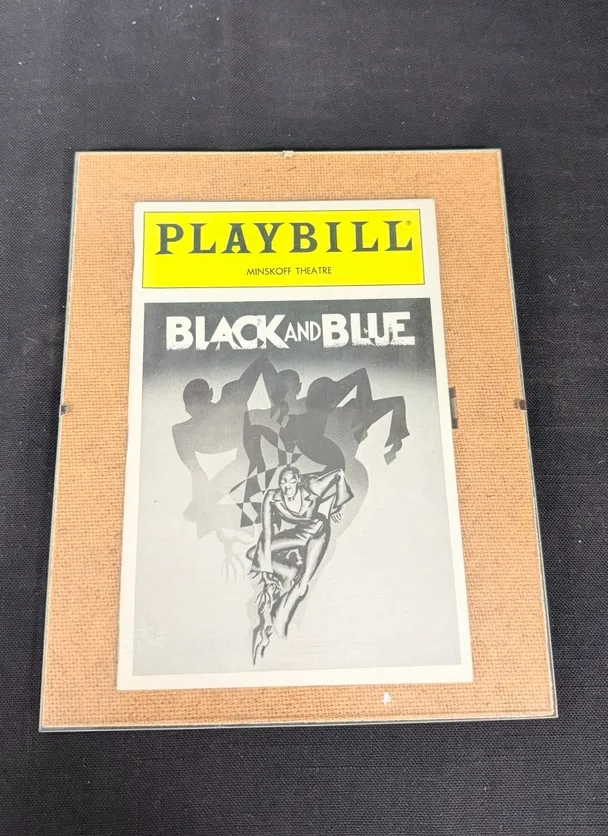 PLAYBILL®
MINSKOFF THEATRE
BLACK AND BLUE